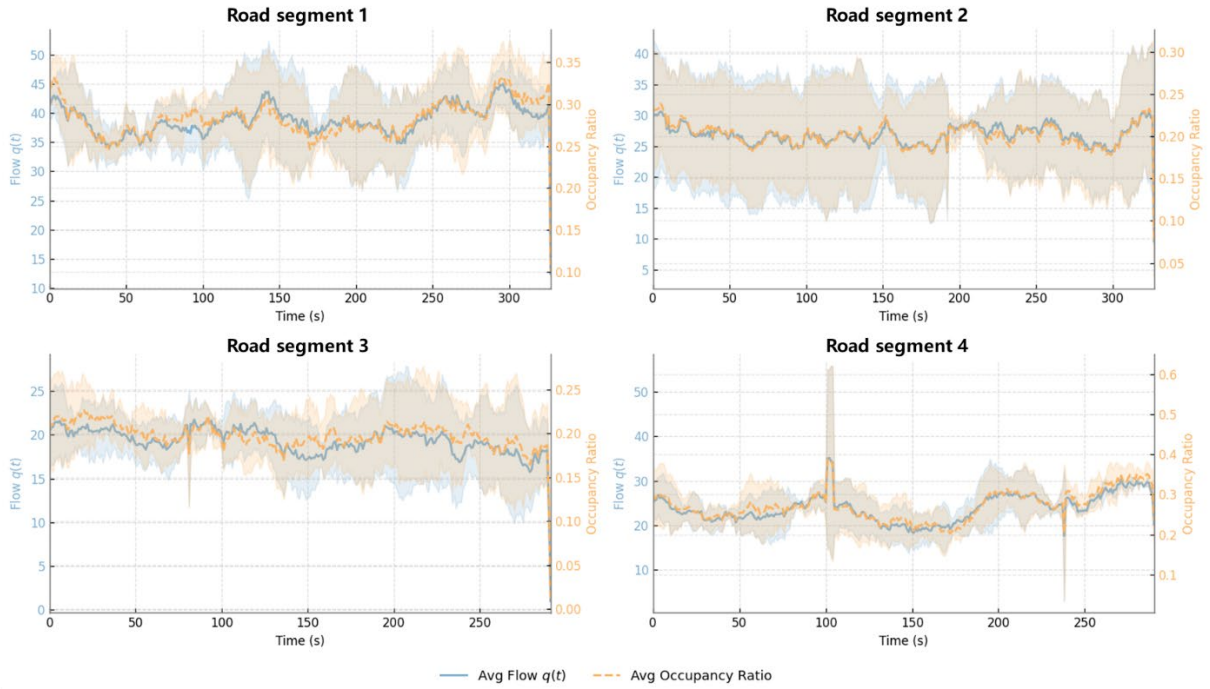 Road segment 1
Flow q(t)
50
45
40
35
30
25
20
15
10
0.35
0.30
0.25
0.20
0.15
0.10
Occupancy Ratio
0 50 100 150 200 250 300
Time (s)
Road segment 2
Flow q(t)
40
35
30
25
20
15
10
5
0.30
0.25
0.20
0.15
0.10
0.05
Occupancy Ratio
0 50 100 150 200 250 300
Time (s)
Road segment 3
Flow q(t)
25
20
15
10
5
0
0.25
0.20
0.15
0.10
0.05
0.00
Occupancy Ratio
0 50 100 150 200 250
Time (s)
Road segment 4
Flow q(t)
50
40
30
20
10
0.6
0.5
0.4
0.3
0.2
0.1
Occupancy Ratio
0 50 100 150 200 250
Time (s)
Avg Flow q(t) Avg Occupancy Ratio